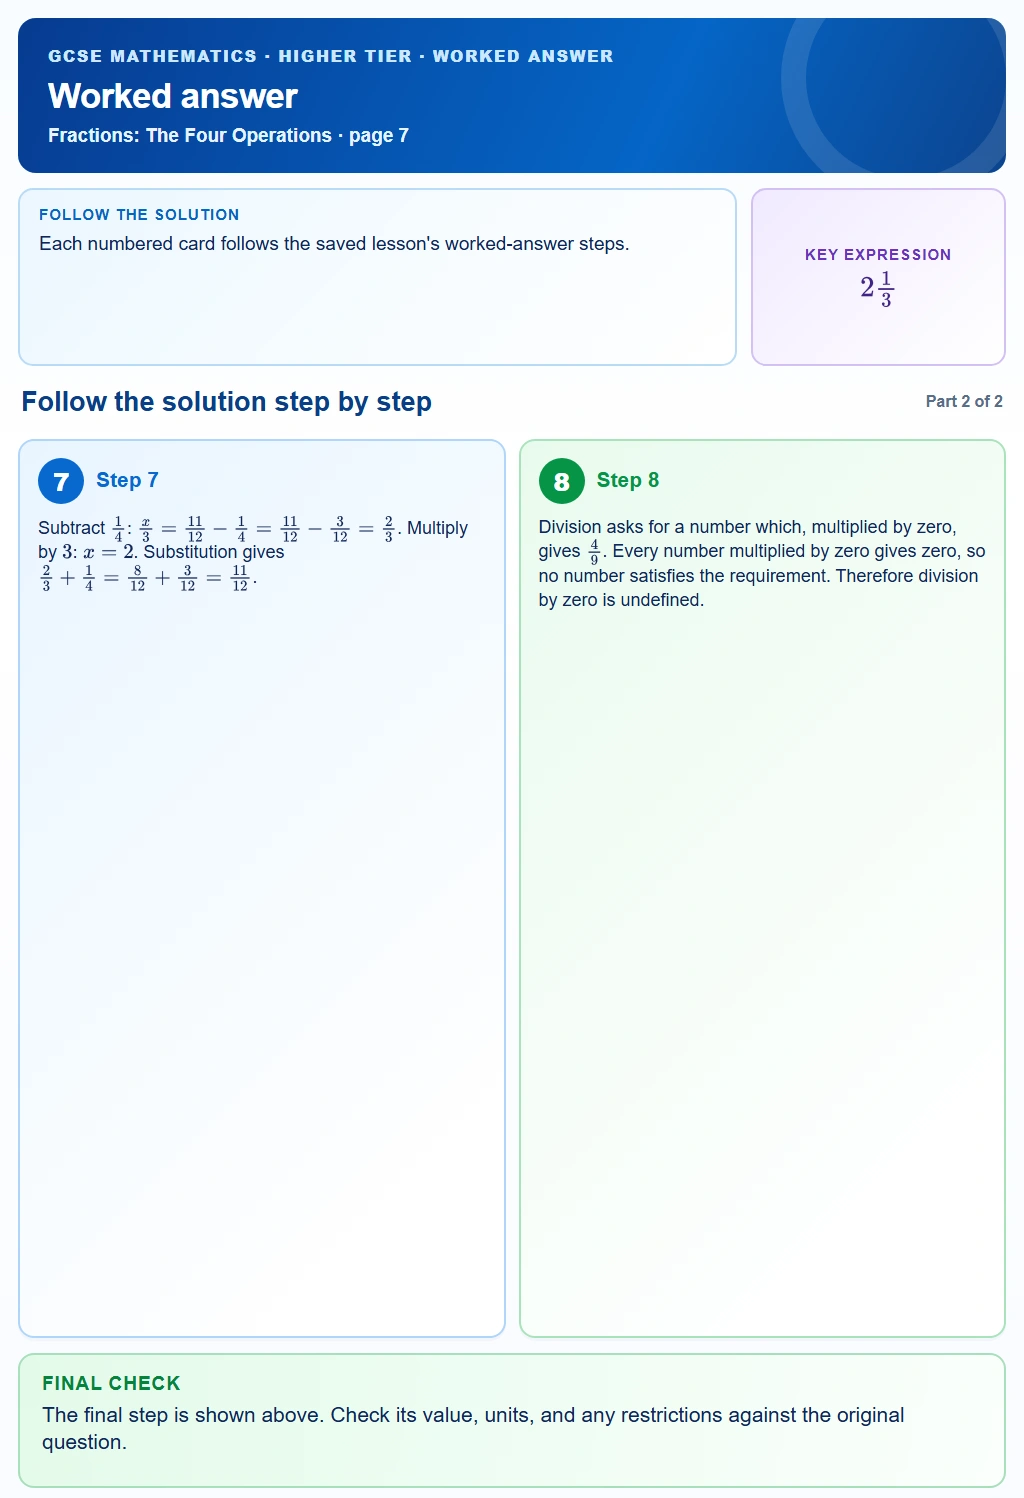 GCSE MATHEMATICS · HIGHER TIER · WORKED ANSWER
Worked answer
Fractions: The Four Operations · page 7
FOLLOW THE SOLUTION
Each numbered card follows the saved lesson's worked-answer steps.
KEY EXPRESSION
2 1/3
Follow the solution step by step
Part 2 of 2
7 Step 7
Subtract 1/4: x/3 = 11/12 − 1/4 = 11/12 − 3/12 = 2/3. Multiply
by 3: x = 2. Substitution gives
2/3 + 1/4 = 8/12 + 3/12 = 11/12.
8 Step 8
Division asks for a number which, multiplied by zero,
gives 4/9. Every number multiplied by zero gives zero, so
no number satisfies the requirement. Therefore division
by zero is undefined.
FINAL CHECK
The final step is shown above. Check its value, units, and any restrictions against the original
question.